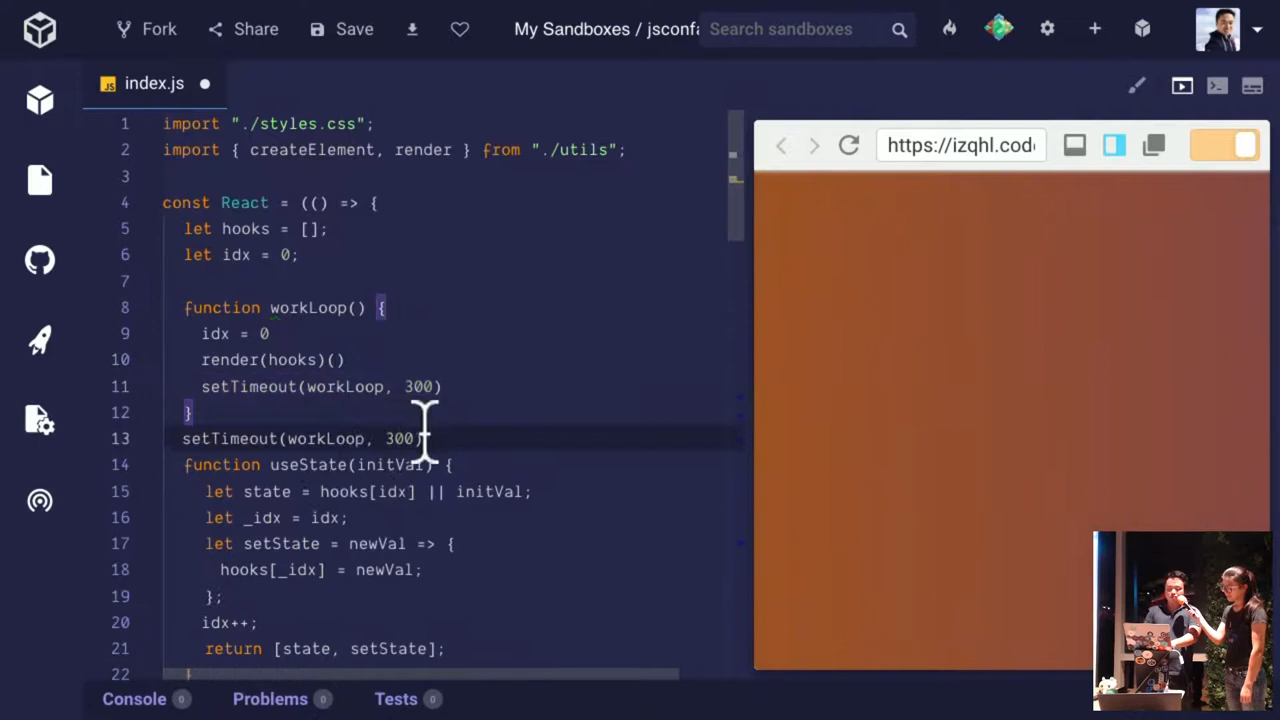 Fork Share Save My Sandboxes / jsconfa Search sandboxes
JS index.js
1 import "./styles.css";
2 import { createElement, render } from "./utils";
3
4 const React = (() => {
5 let hooks = [];
6 let idx = 0;
7
8 function workLoop() {
9 idx = 0
10 render(hooks)()
11 setTimeout(workLoop, 300)
12 }
13 setTimeout(workLoop, 300)
14 function useState(initVal) {
15 let state = hooks[idx] || initVal;
16 let _idx = idx;
17 let setState = newVal => {
18 hooks[_idx] = newVal;
19 };
20 idx++;
21 return [state, setState];
22 }
https://izqhl.cod
Console 0 Problems 0 Tests 0